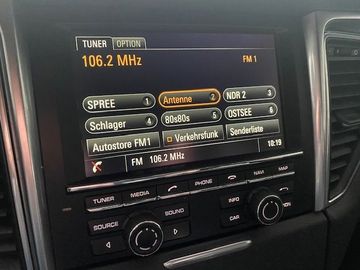 TUNER OPTION
106.2 MHz FM 1
SPREE 1 Antenne 2 NDR 2 3
Schlager 4 80s80s 5 OSTSEE 6
Autostore FM1 Verkehrsfunk Senderliste
FM 106.2 MHz 10:19
TUNER MEDIA PHONE NAVI MAP
SOURCE SOUND INFO CAR